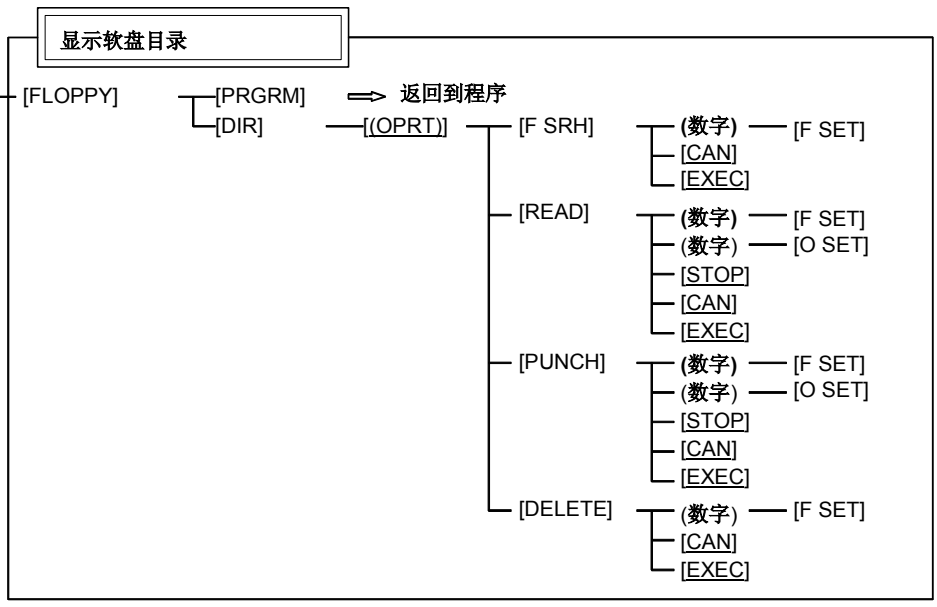 显示软盘目录
[FLOPPY] [PRGRM] 返回到程序
[DIR] [(OPRT)] [F SRH] (数字) [F SET]
[CAN]
[EXEC]
[READ] (数字) [F SET]
(数字) [O SET]
[STOP]
[CAN]
[EXEC]
[PUNCH] (数字) [F SET]
(数字) [O SET]
[STOP]
[CAN]
[EXEC]
[DELETE] (数字) [F SET]
[CAN]
[EXEC]